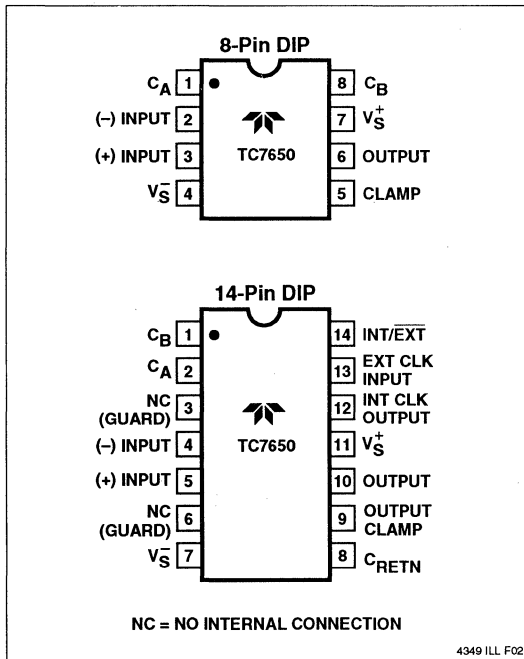 8-Pin DIP
CA 1
8 CB
(–) INPUT 2
7 VS+
(+) INPUT 3
TC7650
6 OUTPUT
VS– 4
5 CLAMP
14-Pin DIP
CB 1
14 INT/EXT
CA 2
13 EXT CLK
INPUT
NC 3
(GUARD)
12 INT CLK
OUTPUT
(–) INPUT 4
TC7650
11 VS+
(+) INPUT 5
10 OUTPUT
NC 6
(GUARD)
9 OUTPUT
CLAMP
VS– 7
8 CRETN
NC = NO INTERNAL CONNECTION
4349 ILL F02